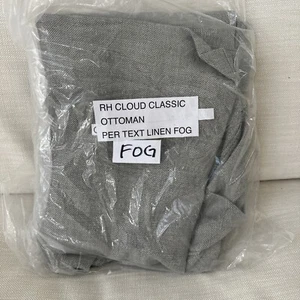 RH CLOUD CLASSIC
OTTOMAN
PER TEXT LINEN FOG
FOG